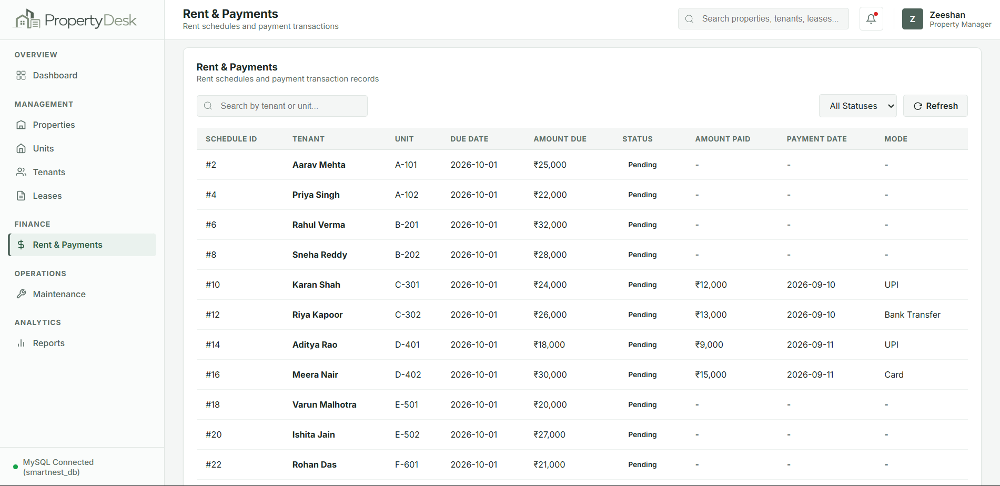 PropertyDesk
Rent & Payments
Rent schedules and payment transactions
Search properties, tenants, leases...
Z
Zeeshan
Property Manager
OVERVIEW
Dashboard
MANAGEMENT
Properties
Units
Tenants
Leases
FINANCE
Rent & Payments
OPERATIONS
Maintenance
ANALYTICS
Reports
MySQL Connected
(smartnest_db)
Rent & Payments
Rent schedules and payment transaction records
Search by tenant or unit...
All Statuses
Refresh
SCHEDULE ID TENANT UNIT DUE DATE AMOUNT DUE STATUS AMOUNT PAID PAYMENT DATE MODE
#2 Aarav Mehta A-101 2026-10-01 ₹25,000 Pending - - -
#4 Priya Singh A-102 2026-10-01 ₹22,000 Pending - - -
#6 Rahul Verma B-201 2026-10-01 ₹32,000 Pending - - -
#8 Sneha Reddy B-202 2026-10-01 ₹28,000 Pending - - -
#10 Karan Shah C-301 2026-10-01 ₹24,000 Pending ₹12,000 2026-09-10 UPI
#12 Riya Kapoor C-302 2026-10-01 ₹26,000 Pending ₹13,000 2026-09-10 Bank Transfer
#14 Aditya Rao D-401 2026-10-01 ₹18,000 Pending ₹9,000 2026-09-11 UPI
#16 Meera Nair D-402 2026-10-01 ₹30,000 Pending ₹15,000 2026-09-11 Card
#18 Varun Malhotra E-501 2026-10-01 ₹20,000 Pending - - -
#20 Ishita Jain E-502 2026-10-01 ₹27,000 Pending - - -
#22 Rohan Das F-601 2026-10-01 ₹21,000 Pending - - -